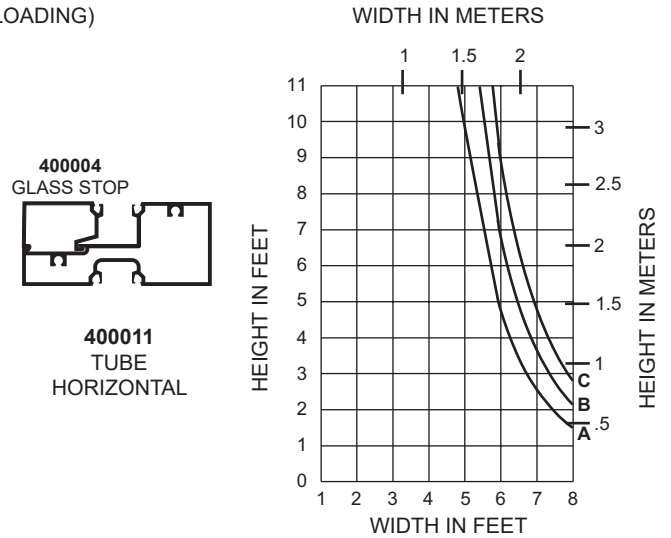 LOADING)
400004
GLASS STOP
400011
TUBE
HORIZONTAL
WIDTH IN METERS
1 1.5 2
HEIGHT IN FEET
11
10
9
8
7
6
5
4
3
2
1
0
1 2 3 4 5 6 7 8
WIDTH IN FEET
3
2.5
2
1.5
1
.5
C
B
A
HEIGHT IN METERS